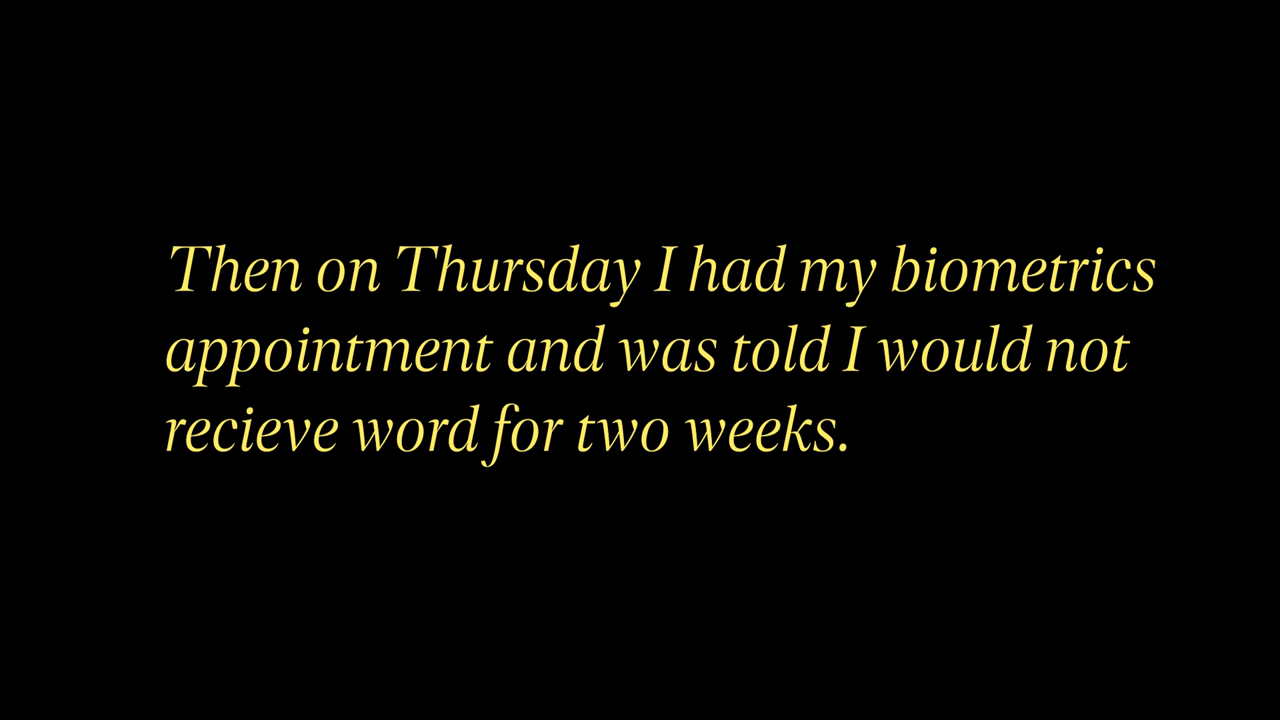 Then on Thursday I had my biometrics
appointment and was told I would not
recieve word for two weeks.